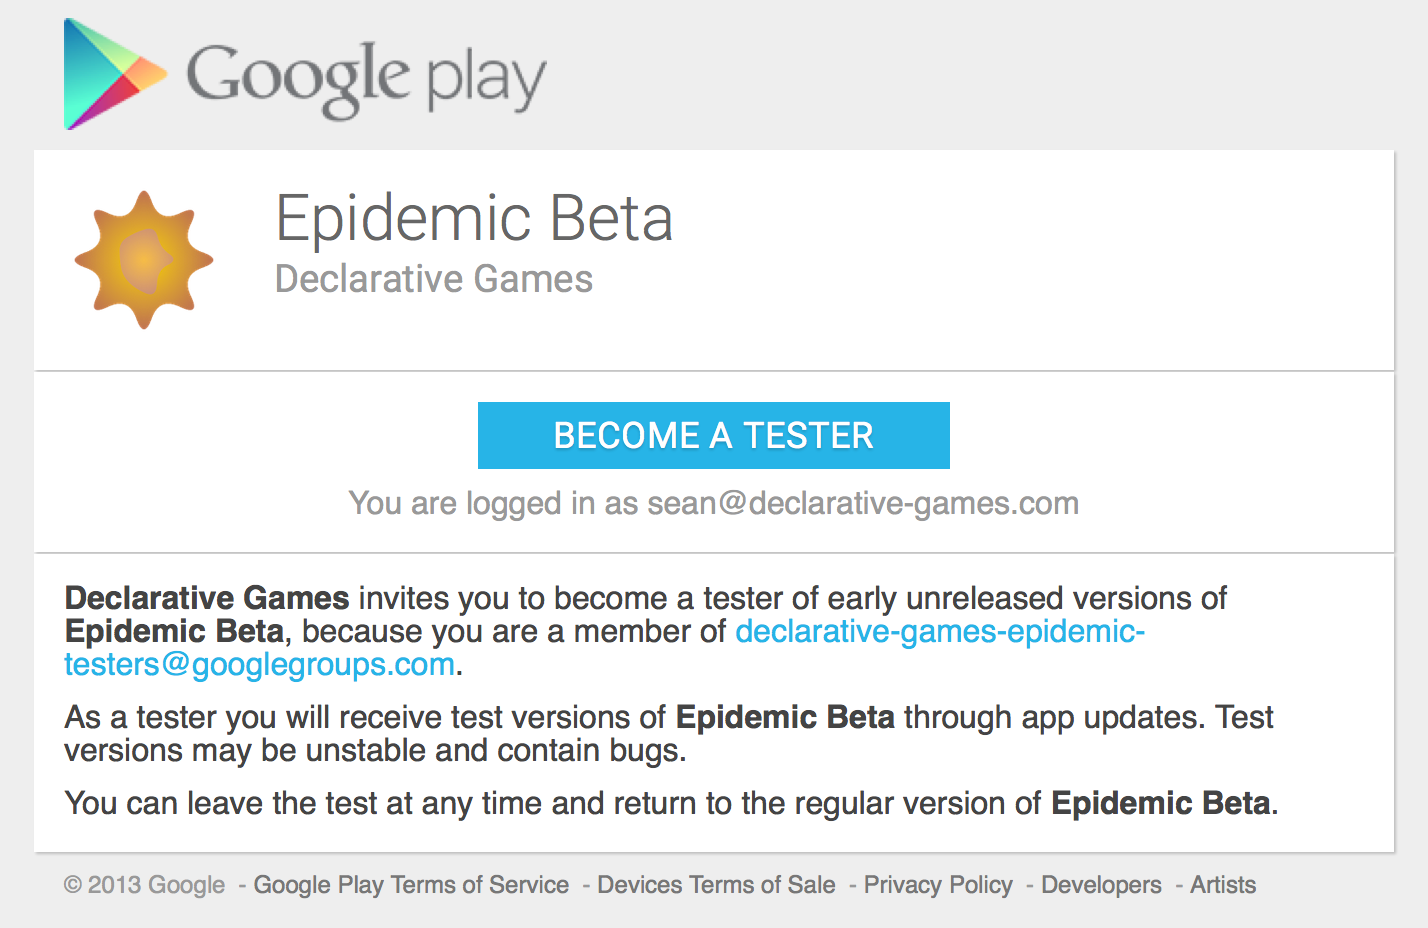 Google play
Epidemic Beta
Declarative Games
BECOME A TESTER
You are logged in as sean@declarative-games.com
Declarative Games invites you to become a tester of early unreleased versions of
Epidemic Beta, because you are a member of declarative-games-epidemic-
testers@googlegroups.com.
As a tester you will receive test versions of Epidemic Beta through app updates. Test
versions may be unstable and contain bugs.
You can leave the test at any time and return to the regular version of Epidemic Beta.
© 2013 Google - Google Play Terms of Service - Devices Terms of Sale - Privacy Policy - Developers - Artists